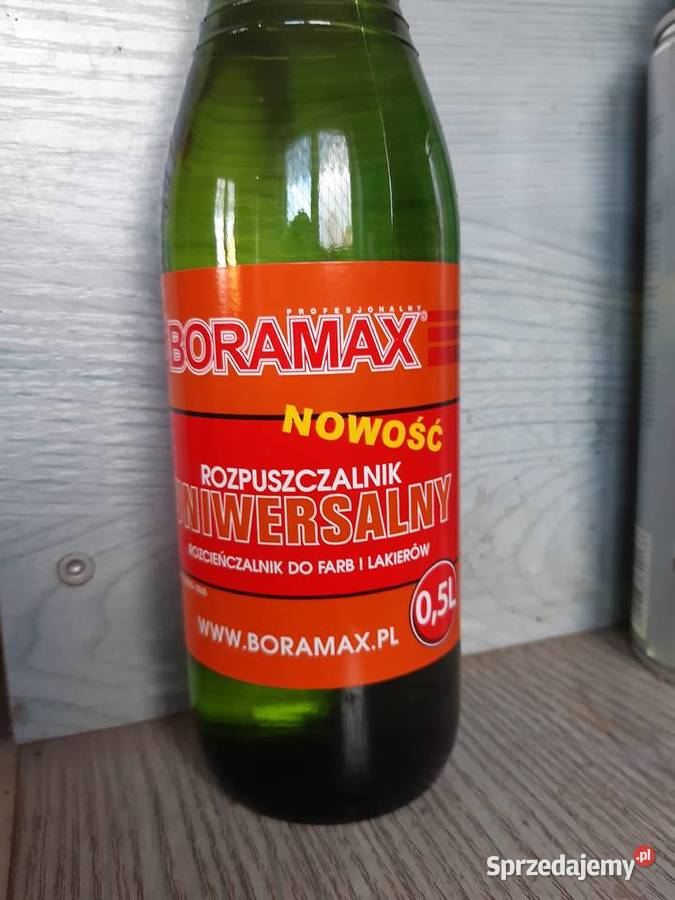 PROFESJONALNY
BORAMAX®
NOWOŚĆ
ROZPUSZCZALNIK
UNIWERSALNY
ROZCIEŃCZALNIK DO FARB I LAKIERÓW
0,5L
WWW.BORAMAX.PL
Sprzedajemy.pl